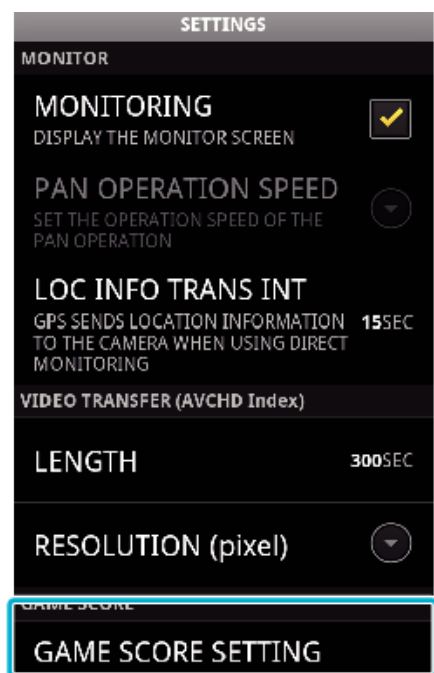 SETTINGS
MONITOR
MONITORING
DISPLAY THE MONITOR SCREEN
PAN OPERATION SPEED
SET THE OPERATION SPEED OF THE
PAN OPERATION
LOC INFO TRANS INT
GPS SENDS LOCATION INFORMATION 15SEC
TO THE CAMERA WHEN USING DIRECT
MONITORING
VIDEO TRANSFER (AVCHD Index)
LENGTH 300SEC
RESOLUTION (pixel)
GAME SCORE
GAME SCORE SETTING